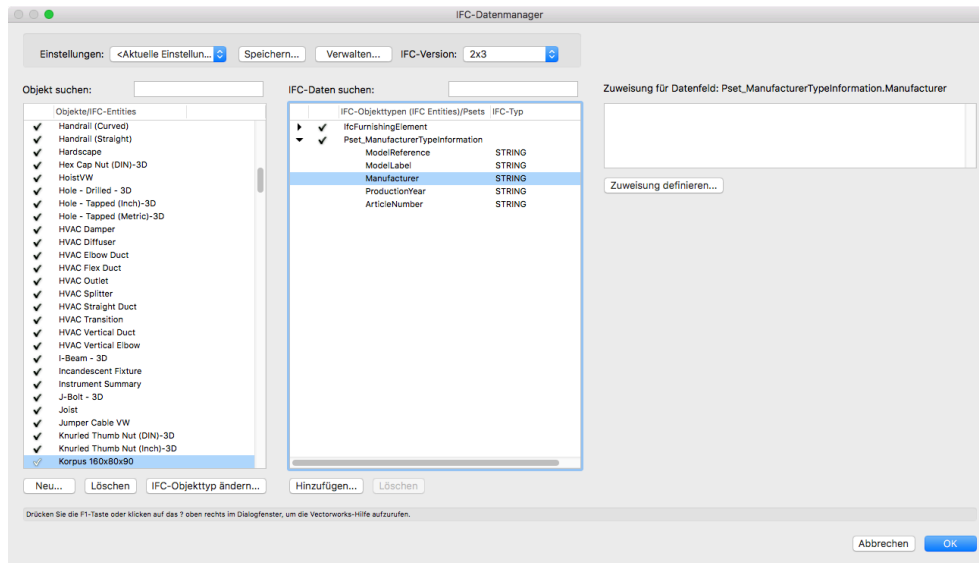 IFC-Datenmanager
Einstellungen: <Aktuelle Einstellun... Speichern... Verwalten... IFC-Version: 2x3
Objekt suchen: IFC-Daten suchen: Zuweisung für Datenfeld: Pset_ManufacturerTypeInformation.Manufacturer
Objekte/IFC-Entities IFC-Objekttypen (IFC Entities)/Psets IFC-Typ
Handrail (Curved) IfcFurnishingElement
Handrail (Straight) Pset_ManufacturerTypeInformation
Hardscape ModelReference STRING
Hex Cap Nut (DIN)-3D ModelLabel STRING
HoistVW Manufacturer STRING
Hole - Drilled - 3D ProductionYear STRING
Hole - Tapped (Inch)-3D ArticleNumber STRING
Hole - Tapped (Metric)-3D
HVAC Damper
HVAC Diffuser
HVAC Elbow Duct
HVAC Flex Duct
HVAC Outlet
HVAC Splitter
HVAC Straight Duct
HVAC Transition
HVAC Vertical Duct
HVAC Vertical Elbow
I-Beam - 3D
Incandescent Fixture
Instrument Summary
J-Bolt - 3D
Joist
Jumper Cable VW
Knurled Thumb Nut (DIN)-3D
Knurled Thumb Nut (Inch)-3D
Korpus 160x80x90
Zuweisung definieren...
Neu... Löschen IFC-Objekttyp ändern... Hinzufügen... Löschen
Drücken Sie die F1-Taste oder klicken auf das ? oben rechts im Dialogfenster, um die Vectorworks-Hilfe aufzurufen.
Abbrechen OK